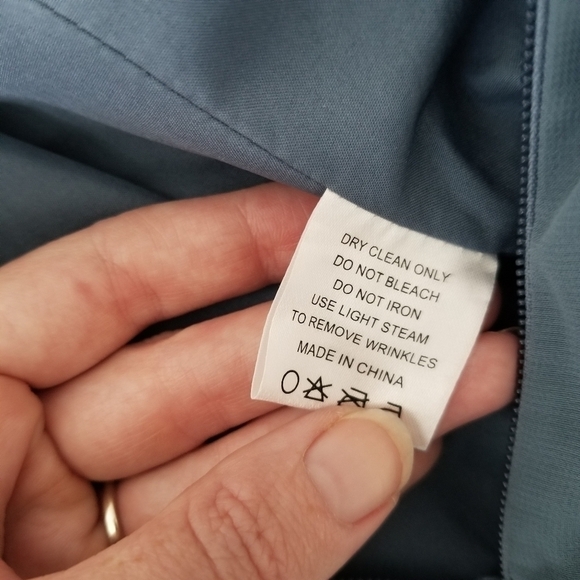 DRY CLEAN ONLY
DO NOT BLEACH
DO NOT IRON
USE LIGHT STEAM
TO REMOVE WRINKLES
MADE IN CHINA